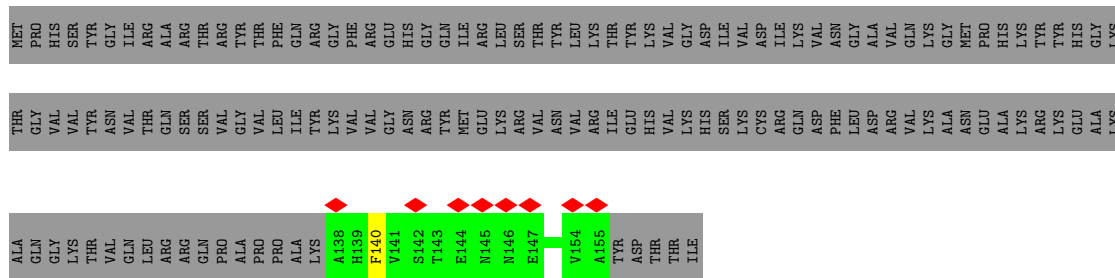 MET PRO HIS SER TYR GLY ILE ARG ALA ARG THR ARG TYR THR PHE GLN ARG GLY PHE ARG GLU HIS GLY GLN ILE ARG LEU SER THR TYR LEU LYS THR TYR LYS VAL GLY ASP ILE VAL ASP ILE LYS VAL ASN GLY ALA VAL GLN LYS GLY MET PRO HIS LYS TYR TYR HIS GLY LYS
THR GLY VAL VAL TYR ASN VAL THR GLN SER SER VAL GLY VAL LEU ILE TYR LYS VAL VAL GLY ASN ARG TYR MET GLU LYS ARG VAL ASN VAL ARG ILE GLU HIS VAL LYS HIS SER LYS CYS ARG GLN ASP PHE LEU ASP ARG VAL LYS ALA ASN GLU ALA LYS ARG LYS GLU ALA LYS
ALA GLN GLY LYS THR VAL GLN LEU ARG ARG GLN PRO ALA PRO PRO ALA LYS A138 H139 F140 V141 S142 T143 E144 N145 N146 E147 V154 A155 TYR ASP THR THR ILE